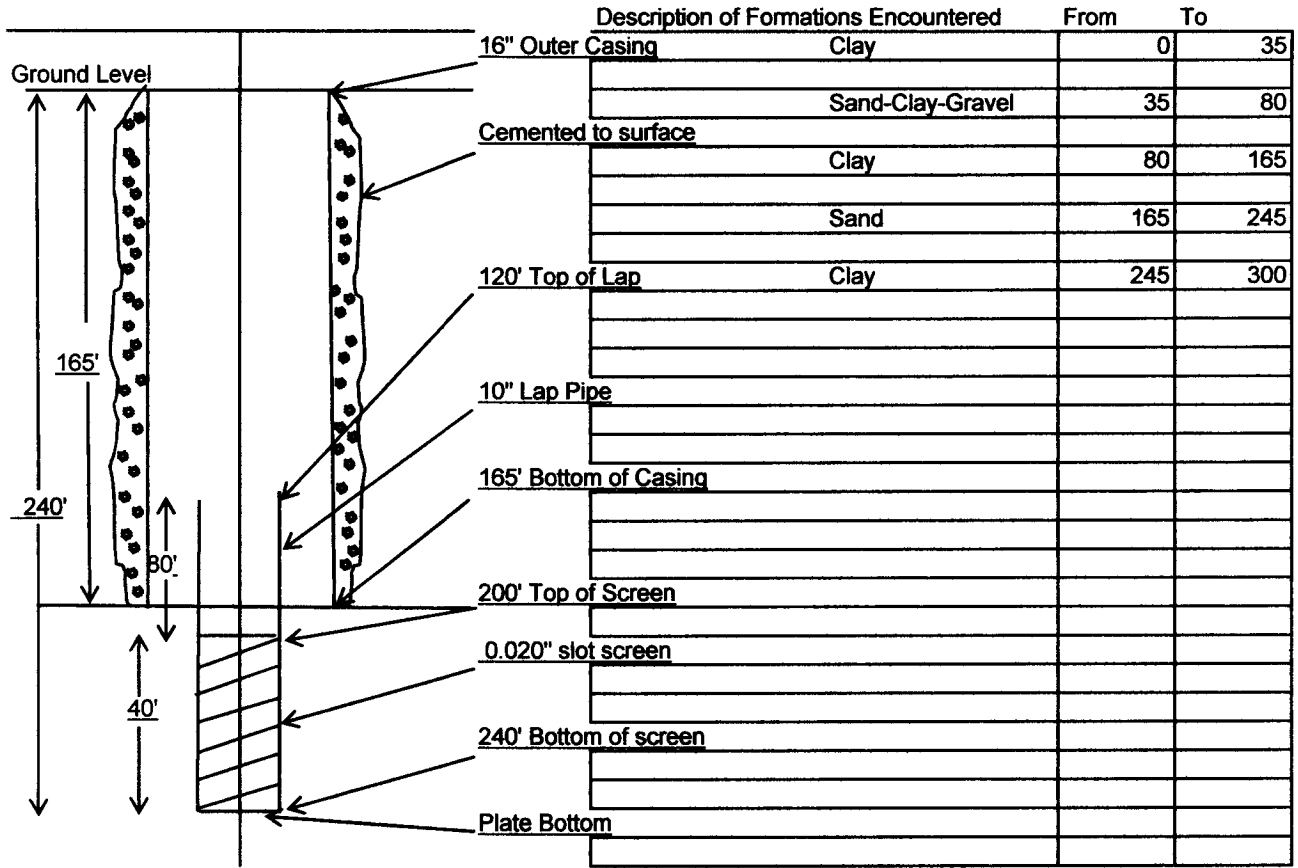 Description of Formations Encountered From To
16" Outer Casing Clay 0 35
Ground Level
Sand-Clay-Gravel 35 80
Cemented to surface
Clay 80 165
Sand 165 245
120' Top of Lap Clay 245 300
165'
10" Lap Pipe
165' Bottom of Casing
240'
80'
200' Top of Screen
0.020" slot screen
40'
240' Bottom of screen
Plate Bottom